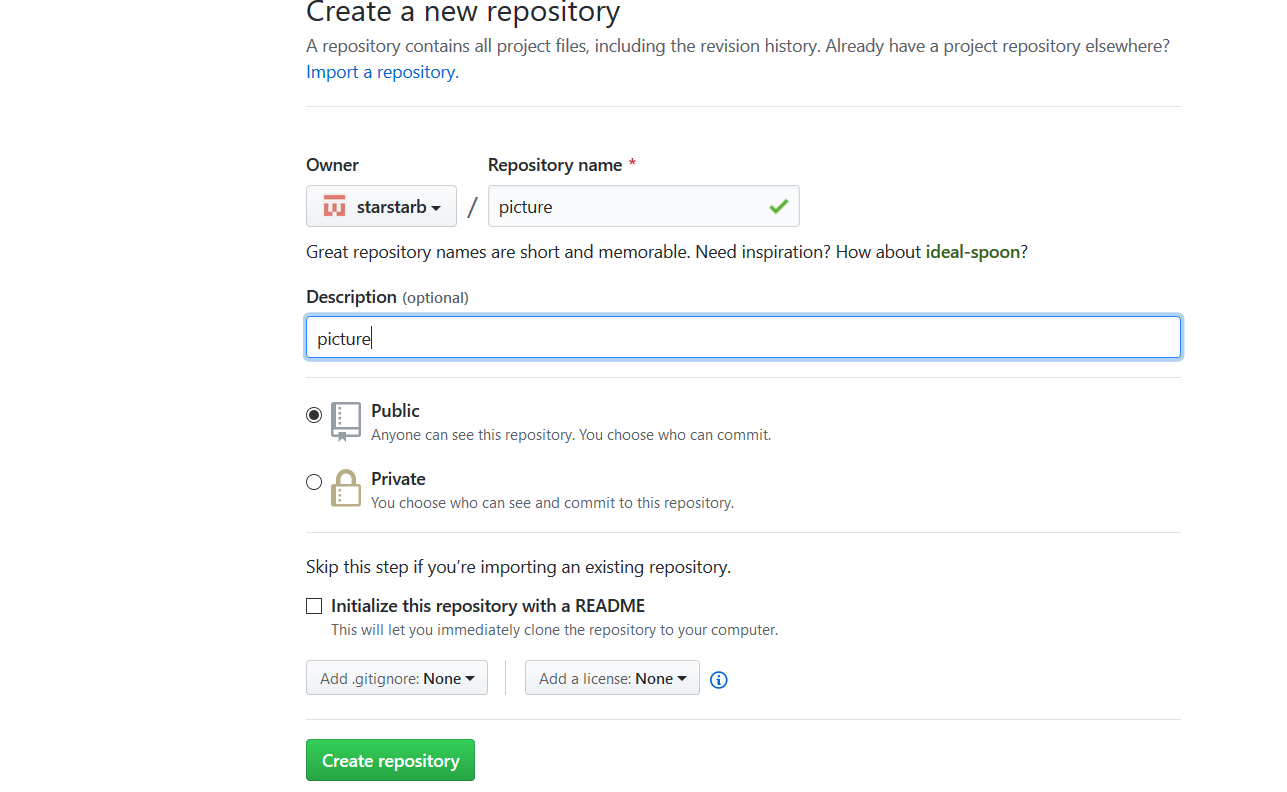 Create a new repository
A repository contains all project files, including the revision history. Already have a project repository elsewhere?
Import a repository.
Owner
Repository name *
starstarb
/
picture
Great repository names are short and memorable. Need inspiration? How about ideal-spoon?
Description (optional)
picture
Public
Anyone can see this repository. You choose who can commit.
Private
You choose who can see and commit to this repository.
Skip this step if you’re importing an existing repository.
Initialize this repository with a README
This will let you immediately clone the repository to your computer.
Add .gitignore: None
Add a license: None
Create repository